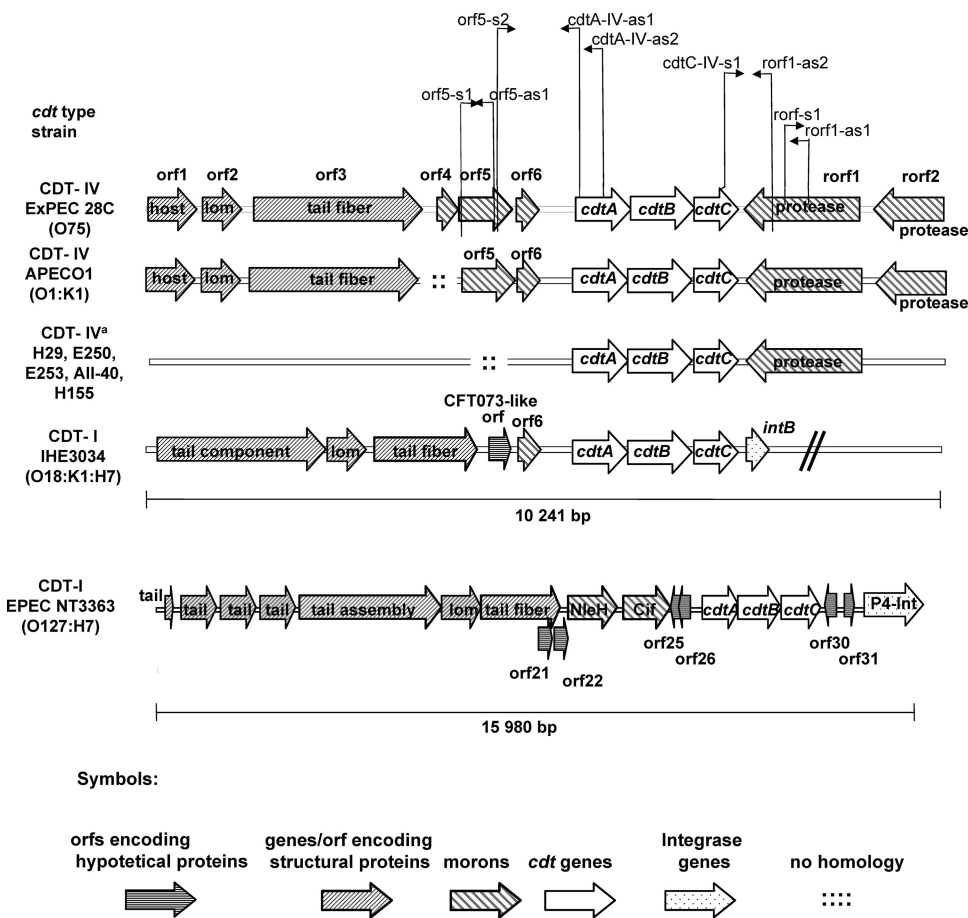 orf5-s2
cdtA-IV-as1
cdtA-IV-as2
cdtC-IV-s1
rorf1-as2
orf5-s1
orf5-as1
rorf-s1
rorf1-as1
cdt type
strain
orf1 orf2 orf3 orf4 orf5 orf6 rorf1 rorf2
CDT- IV
ExPEC 28C
(O75)
host lom tail fiber cdtA cdtB cdtC protease
protease
CDT- IV
APECO1
(O1:K1)
orf5 orf6
host lom tail fiber :: cdtA cdtB cdtC protease
protease
CDT- IVª
H29, E250,
E253, AII-40,
H155
:: cdtA cdtB cdtC protease
CFT073-like
orf orf6 intB
CDT- I
IHE3034
(O18:K1:H7)
tail component lom tail fiber cdtA cdtB cdtC
10 241 bp
CDT-I
EPEC NT3363
(O127:H7)
tail tail tail tail tail assembly lom tail fiber NleH Cif cdtA cdtB cdtC P4-Int
orf21 orf22 orf25 orf26 orf30 orf31
15 980 bp
Symbols:
orfs encoding
hypotetical proteins
genes/orf encoding
structural proteins
morons
cdt genes
Integrase
genes
no homology
::::